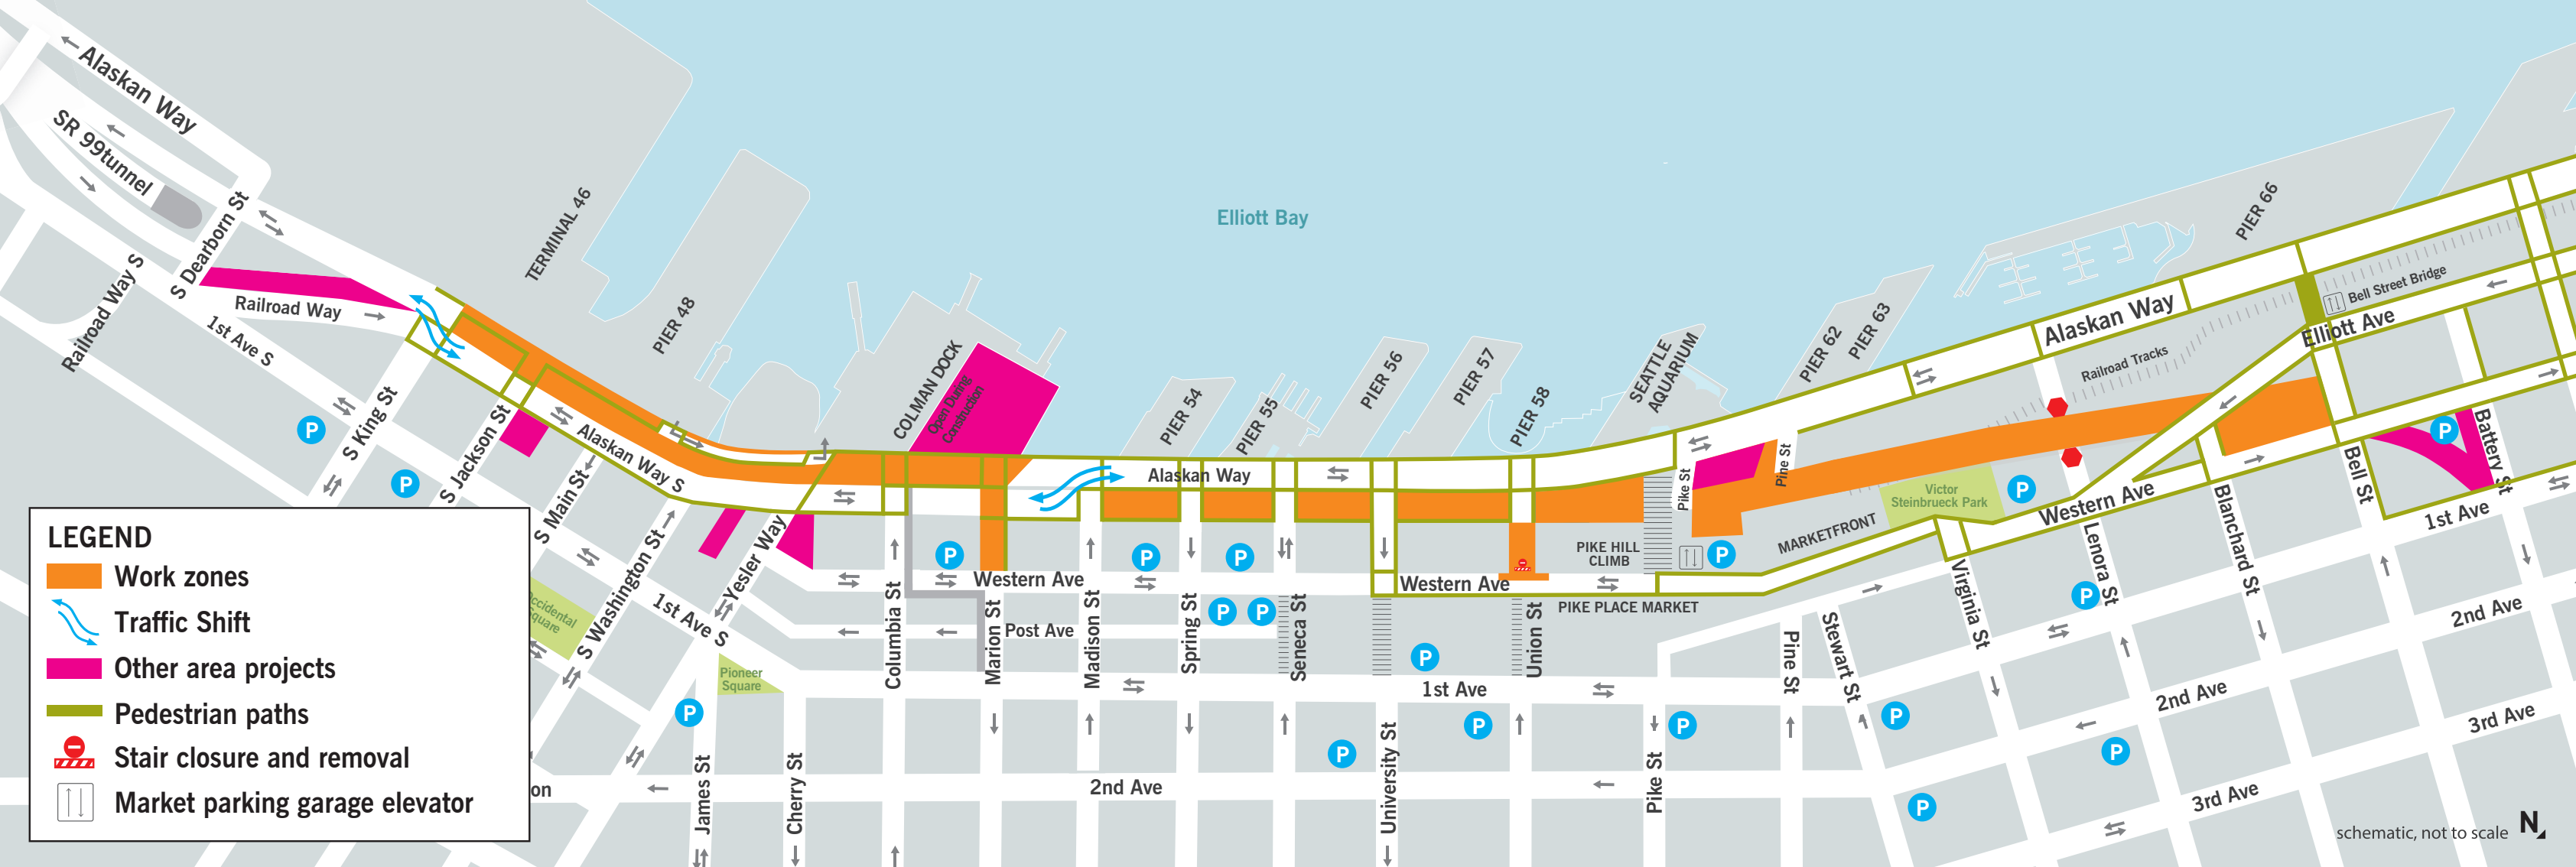 Alaskan Way
SR 99tunnel
S Dearborn St
Railroad Way S
Railroad Way
1st Ave S
TERMINAL 46
PIER 48
COLMAN DOCK
Open During
Construction
Elliott Bay
PIER 54
PIER 55
PIER 56
PIER 57
PIER 58
SEATTLE
AQUARIUM
PIER 62
PIER 63
PIER 66
Alaskan Way
Railroad Tracks
Bell Street Bridge
Elliott Ave
S King St
P
P
S Jackson St
S Main St
Alaskan Way S
S Washington St
Yesler Way
1st Ave S
Occidental
Square
Pioneer
Square
P
Alaskan Way
P
P
P
P
P
Western Ave
Post Ave
Columbia St
Marion St
Madison St
Spring St
Seneca St
Union St
Western Ave
PIKE HILL
CLIMB
PIKE PLACE MARKET
Pike St
Pine St
P
MARKETFRONT
Victor
Steinbrueck Park
P
Western Ave
Bell St
Battery St
P
1st Ave
Blanchard St
Lenora St
P
Virginia St
Stewart St
Pine St
1st Ave
P
P
P
P
P
P
P
2nd Ave
2nd Ave
3rd Ave
3rd Ave
2nd Ave
on
James St
Cherry St
University St
Pike St
LEGEND
Work zones
Traffic Shift
Other area projects
Pedestrian paths
Stair closure and removal
Market parking garage elevator
schematic, not to scale
N